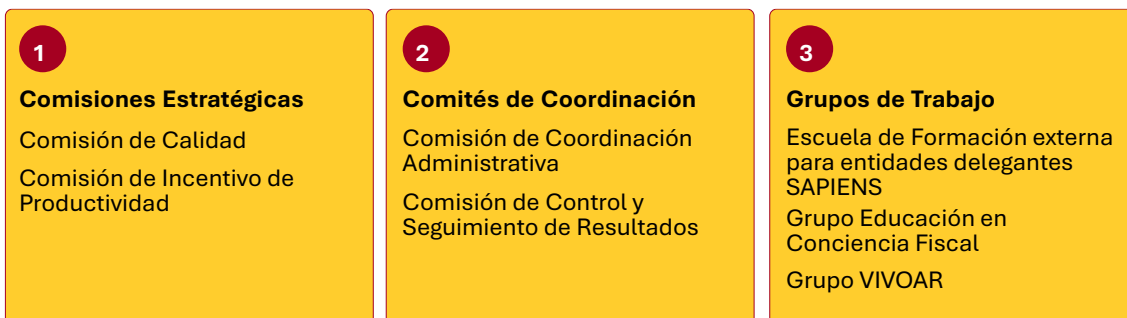 1
Comisiones Estratégicas
Comisión de Calidad
Comisión de Incentivo de
Productividad
2
Comités de Coordinación
Comisión de Coordinación
Administrativa
Comisión de Control y
Seguimiento de Resultados
3
Grupos de Trabajo
Escuela de Formación externa
para entidades delegantes
SAPIENS
Grupo Educación en
Conciencia Fiscal
Grupo VIVOAR